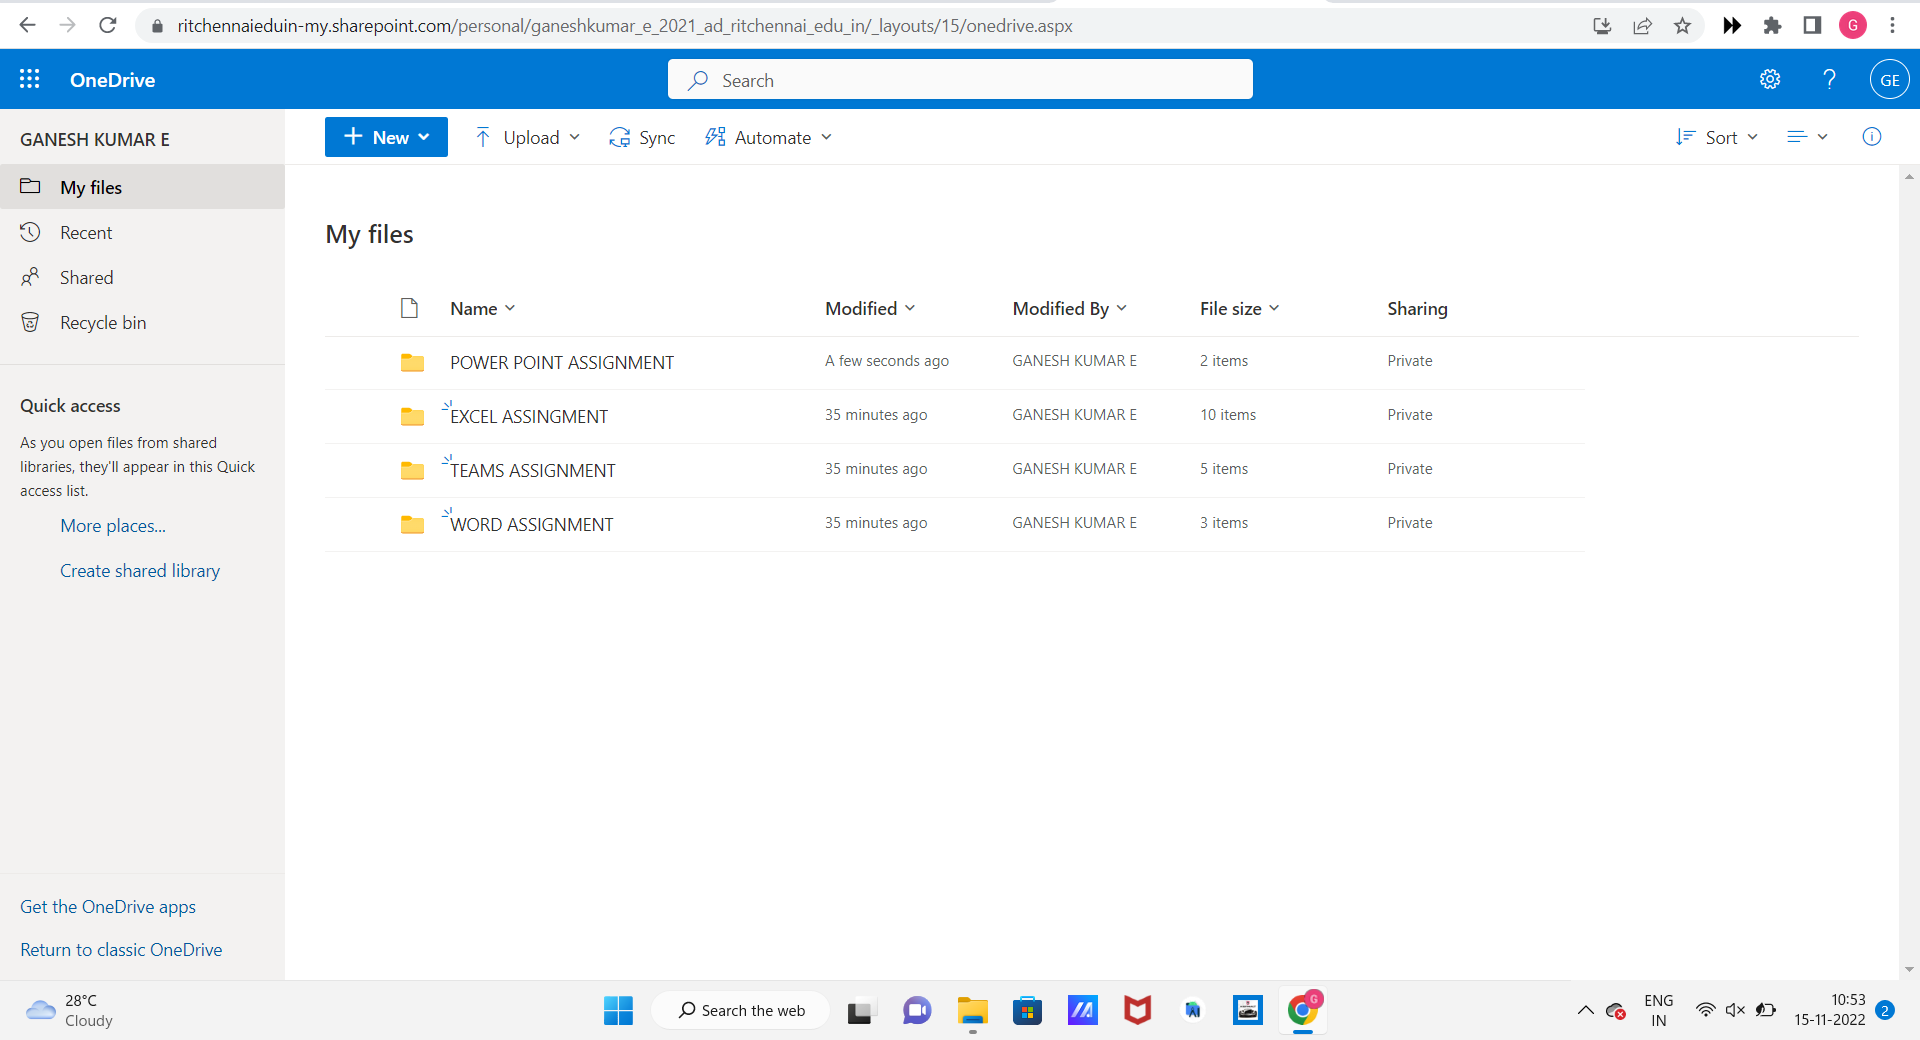 ritchennaieduin-my.sharepoint.com/personal/ganeshkumar_e_2021_ad_ritchennai_edu_in/_layouts/15/onedrive.aspx
G
OneDrive
Search
?
GE
GANESH KUMAR E
New
Upload
Sync
Automate
Sort
My files
Recent
Shared
Recycle bin
Quick access
As you open files from shared
libraries, they'll appear in this Quick
access list.
More places...
Create shared library
Get the OneDrive apps
Return to classic OneDrive
My files
Name Modified Modified By File size Sharing
POWER POINT ASSIGNMENT A few seconds ago GANESH KUMAR E 2 items Private
EXCEL ASSINGMENT 35 minutes ago GANESH KUMAR E 10 items Private
TEAMS ASSIGNMENT 35 minutes ago GANESH KUMAR E 5 items Private
WORD ASSIGNMENT 35 minutes ago GANESH KUMAR E 3 items Private
28°C
Cloudy
Search the web
G
ENG
IN
10:53
15-11-2022
2